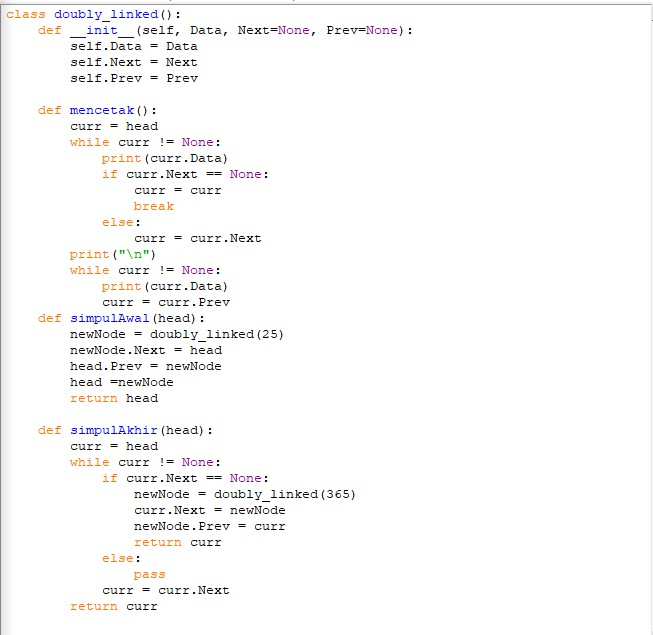 class doubly_linked():
    def __init__(self, Data, Next=None, Prev=None):
        self.Data = Data
        self.Next = Next
        self.Prev = Prev

    def mencetak():
        curr = head
        while curr != None:
            print(curr.Data)
            if curr.Next == None:
                curr = curr
                break
            else:
                curr = curr.Next
        print("\n")
        while curr != None:
            print(curr.Data)
            curr = curr.Prev
    def simpulAwal(head):
        newNode = doubly_linked(25)
        newNode.Next = head
        head.Prev = newNode
        head =newNode
        return head

    def simpulAkhir(head):
        curr = head
        while curr != None:
            if curr.Next == None:
                newNode = doubly_linked(365)
                curr.Next = newNode
                newNode.Prev = curr
                return curr
            else:
                pass
            curr = curr.Next
        return curr